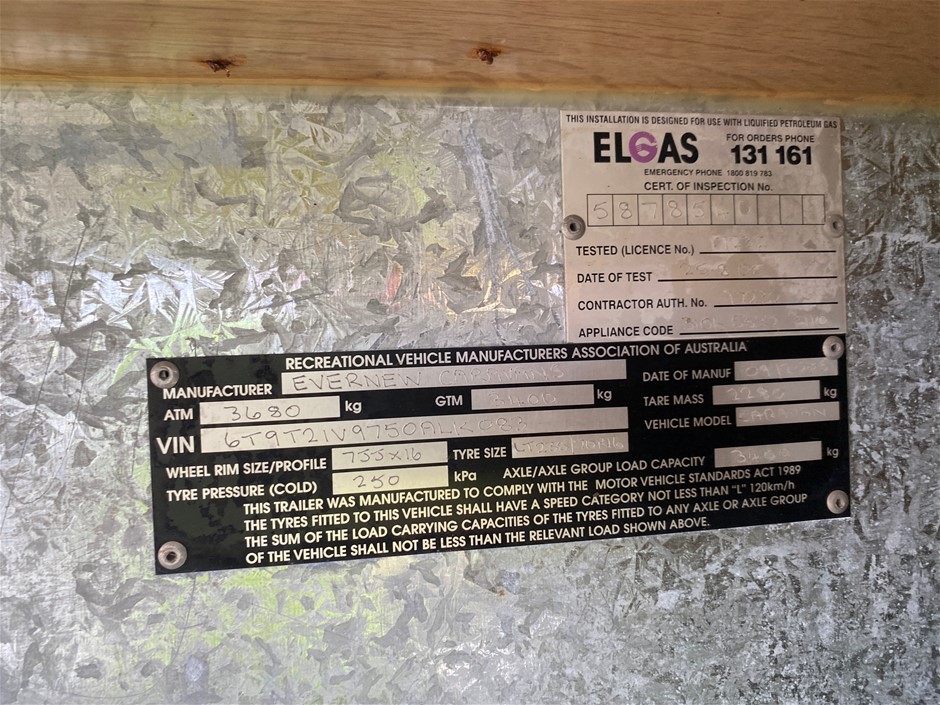 THIS INSTALLATION IS DESIGNED FOR USE WITH LIQUIFIED PETROLEUM GAS
ELGAS
FOR ORDERS PHONE
131 161
EMERGENCY PHONE 1800 819 783
CERT. OF INSPECTION No.
58785
TESTED (LICENCE No.)
DATE OF TEST
CONTRACTOR AUTH. No.
APPLIANCE CODE
RECREATIONAL VEHICLE MANUFACTURERS ASSOCIATION OF AUSTRALIA
MANUFACTURER EVERNEW CARAVANS DATE OF MANUF
ATM 3680 kg GTM 3400 kg TARE MASS 2280 kg
VIN VEHICLE MODEL
WHEEL RIM SIZE/PROFILE 7JJx16 TYRE SIZE
TYRE PRESSURE (COLD) 250 kPa AXLE/AXLE GROUP LOAD CAPACITY 3400 kg
THIS TRAILER WAS MANUFACTURED TO COMPLY WITH THE MOTOR VEHICLE STANDARDS ACT 1989
THE TYRES FITTED TO THIS VEHICLE SHALL HAVE A SPEED CATEGORY NOT LESS THAN "L" 120km/h
THE SUM OF THE LOAD CARRYING CAPACITIES OF THE TYRES FITTED TO ANY AXLE OR AXLE GROUP
OF THE VEHICLE SHALL NOT BE LESS THAN THE RELEVANT LOAD SHOWN ABOVE.